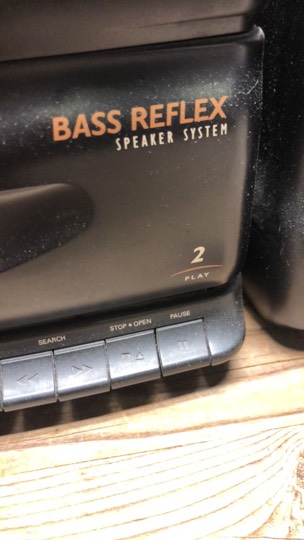 BASS REFLEX
SPEAKER SYSTEM
2
PLAY
SEARCH
STOP • OPEN
PAUSE